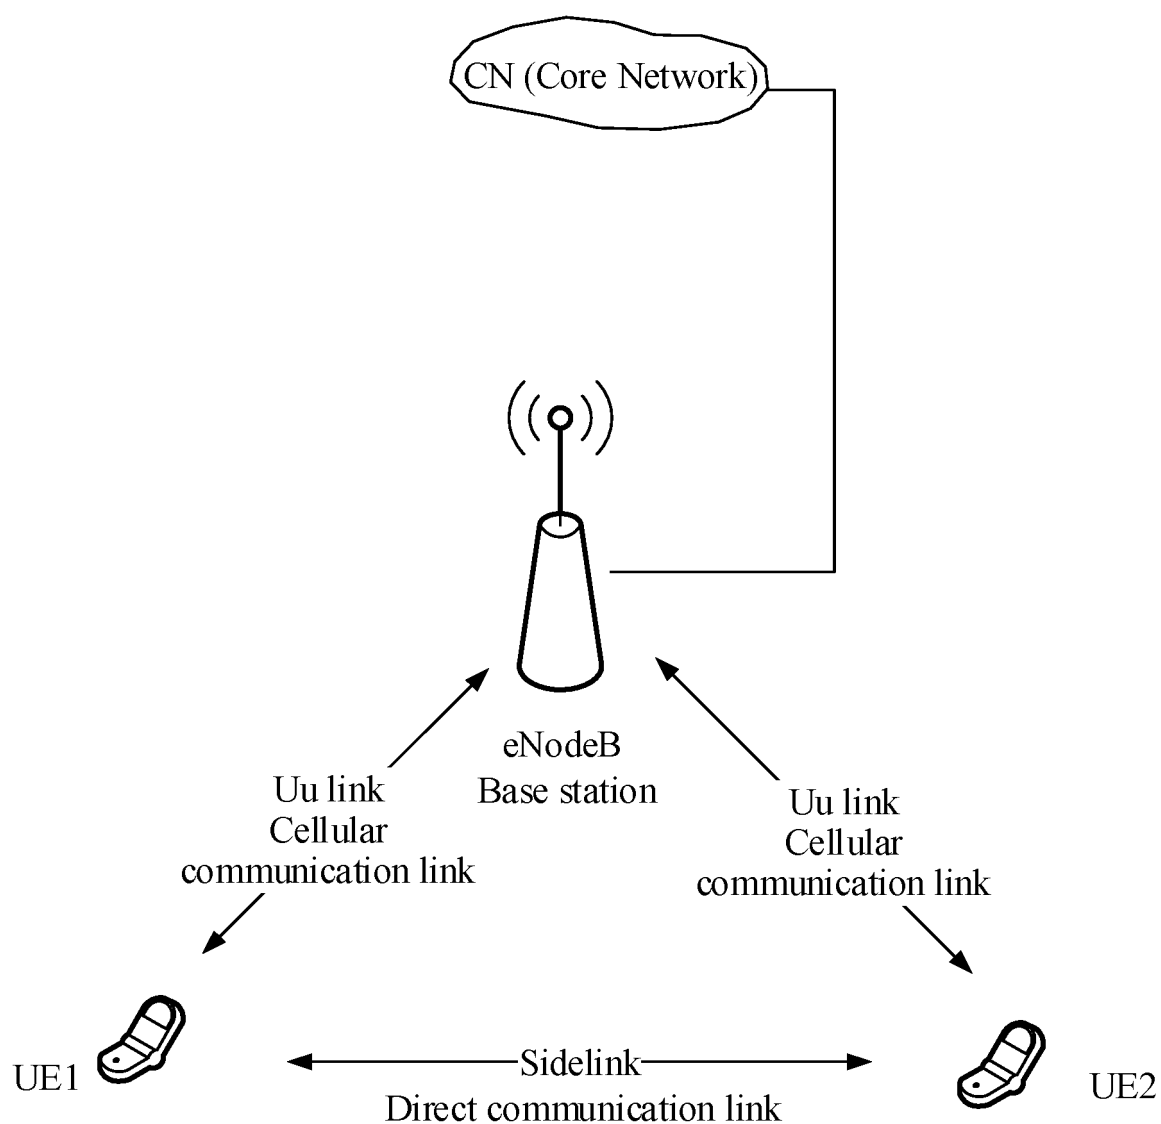 CN (Core Network)
eNodeB
Base station
Uu link
Cellular
communication link
Uu link
Cellular
communication link
UE1
Sidelink
Direct communication link
UE2